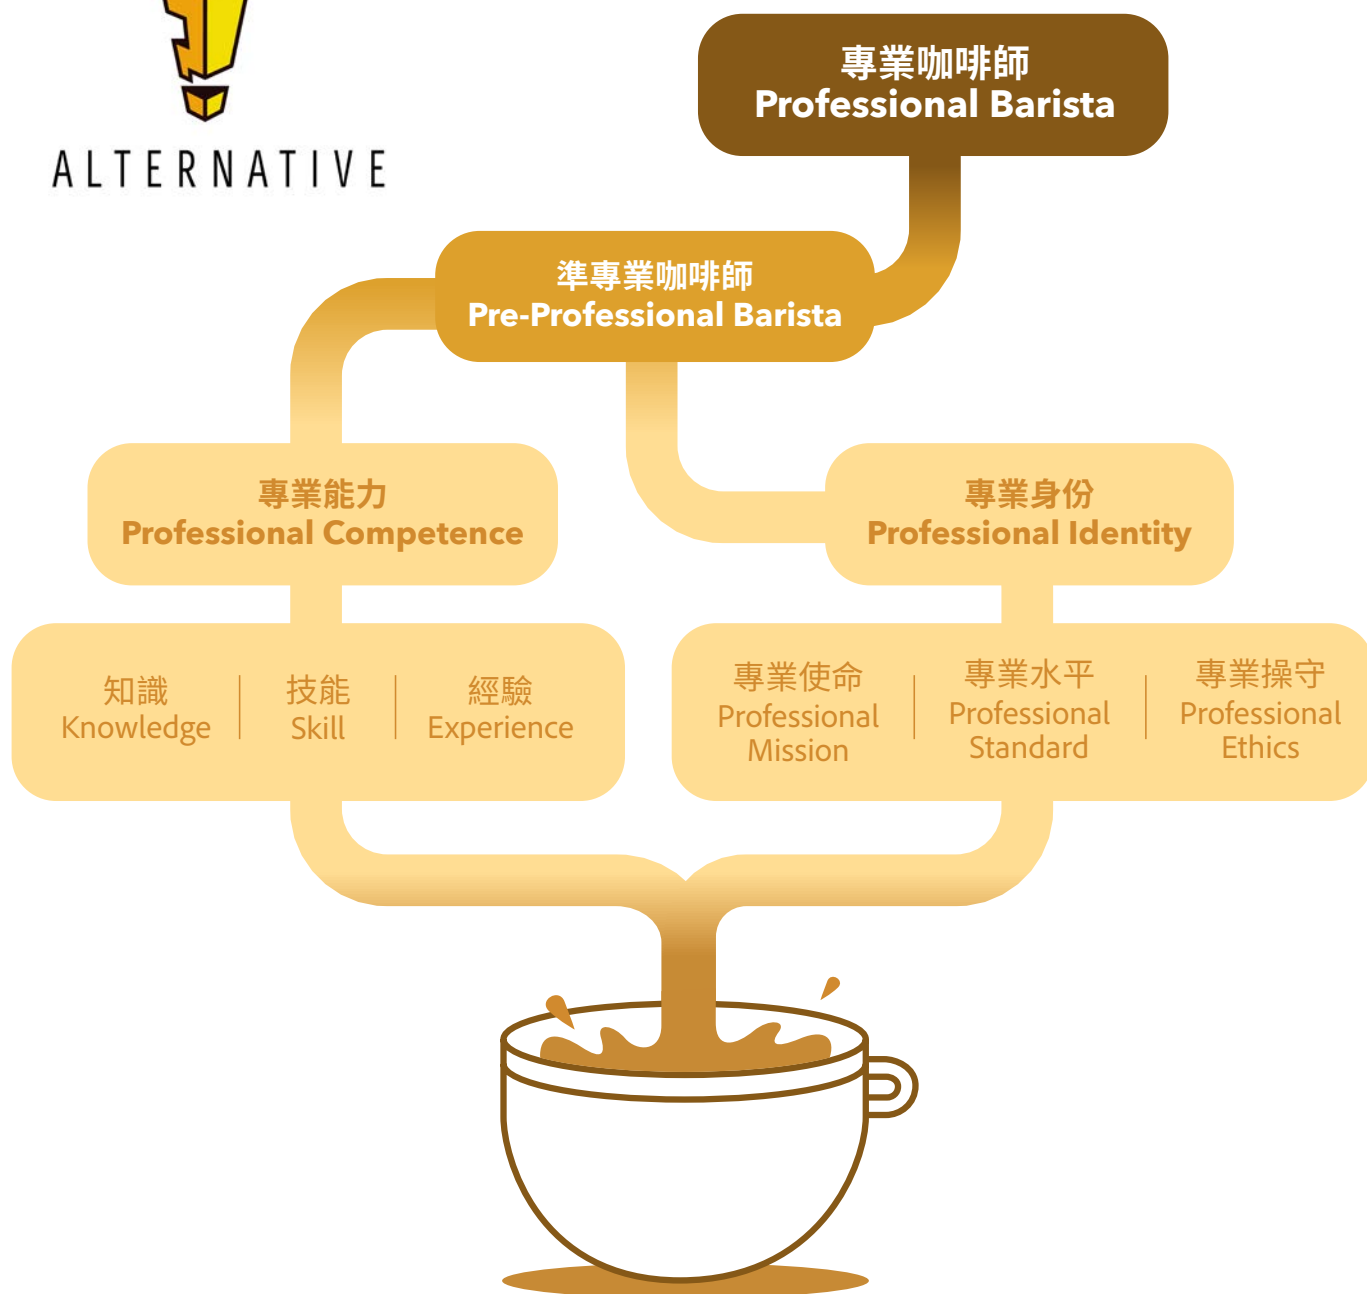 ALTERNATIVE
專業咖啡師
Professional Barista
準專業咖啡師
Pre-Professional Barista
專業能力
Professional Competence
專業身份
Professional Identity
知識
Knowledge
技能
Skill
經驗
Experience
專業使命
Professional
Mission
專業水平
Professional
Standard
專業操守
Professional
Ethics